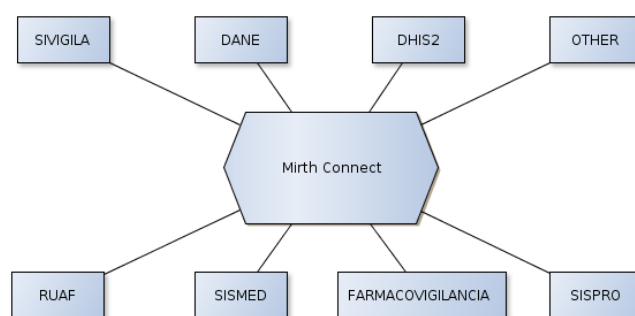 SIVIGILA
DANE
DHIS2
OTHER
Mirth Connect
RUAF
SISMED
FARMACOVIGILANCIA
SISPRO